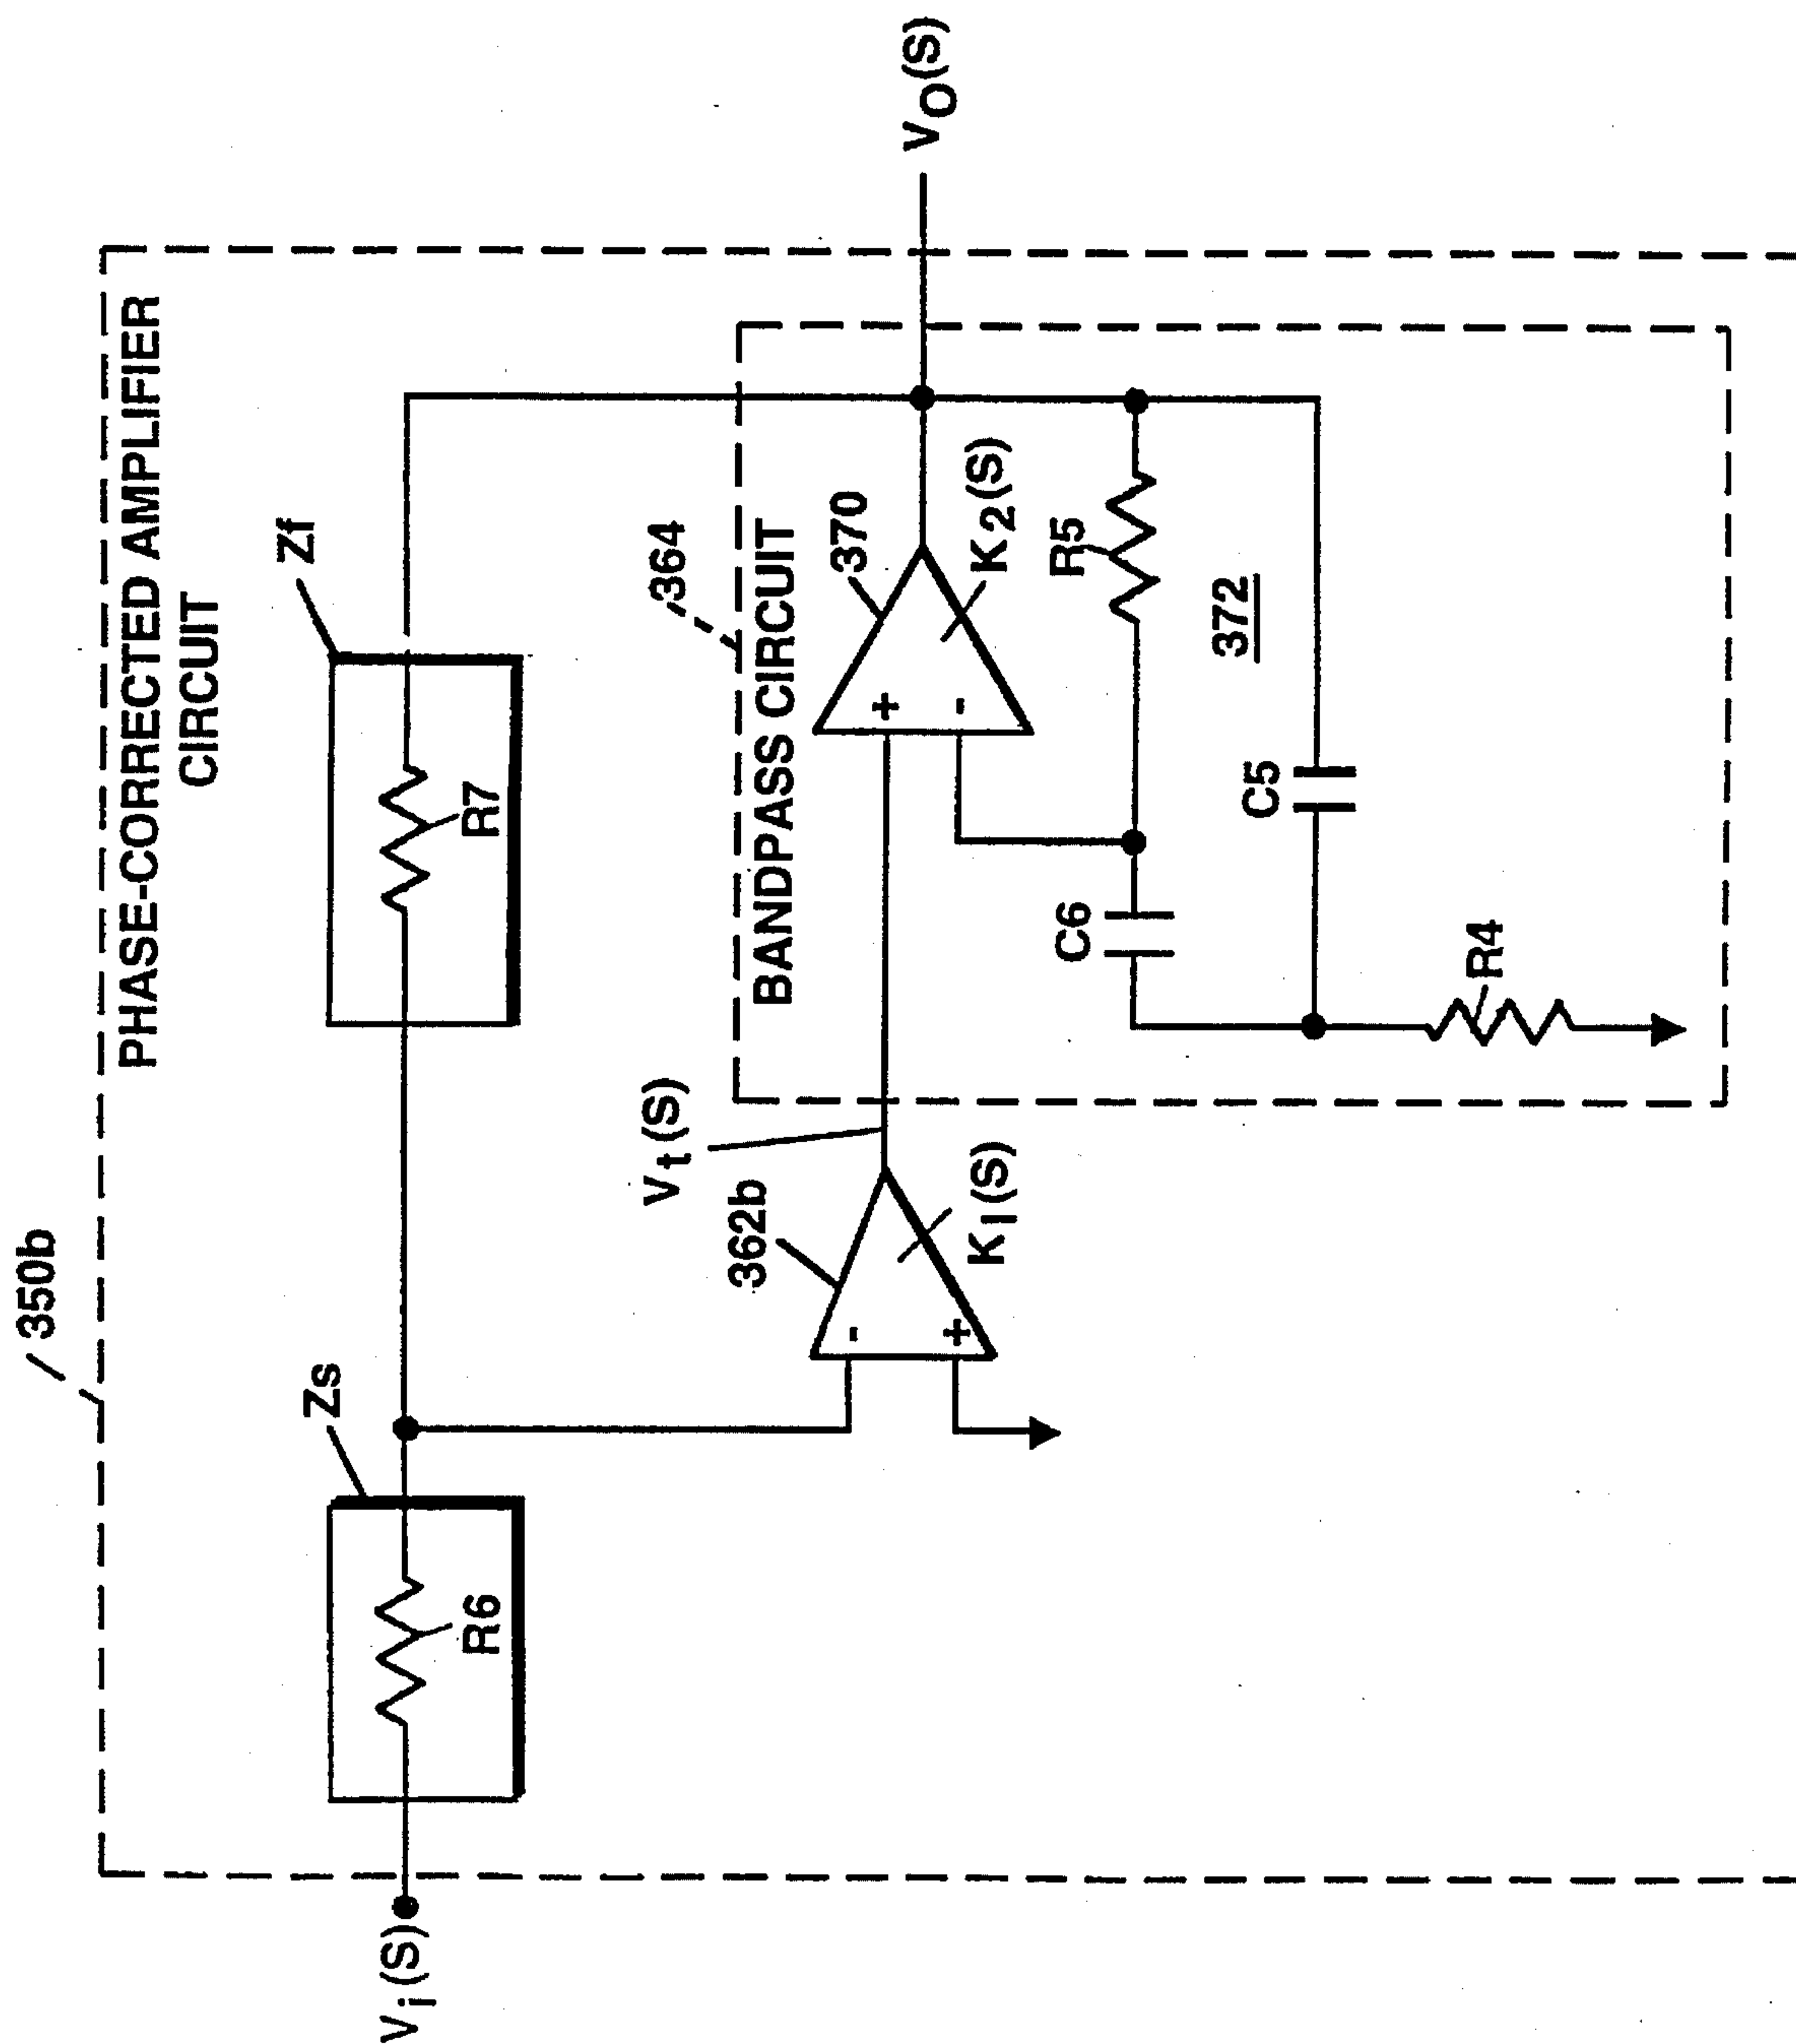 350b
PHASE-CORRECTED AMPLIFIER
CIRCUIT
Zs
Zf
R6
R7
Vi(S)
364
BANDPASS CIRCUIT
Vt(S)
362b
370
-
+
+
-
K1(S)
K2(S)
VO(S)
R5
C6
372
C5
R4